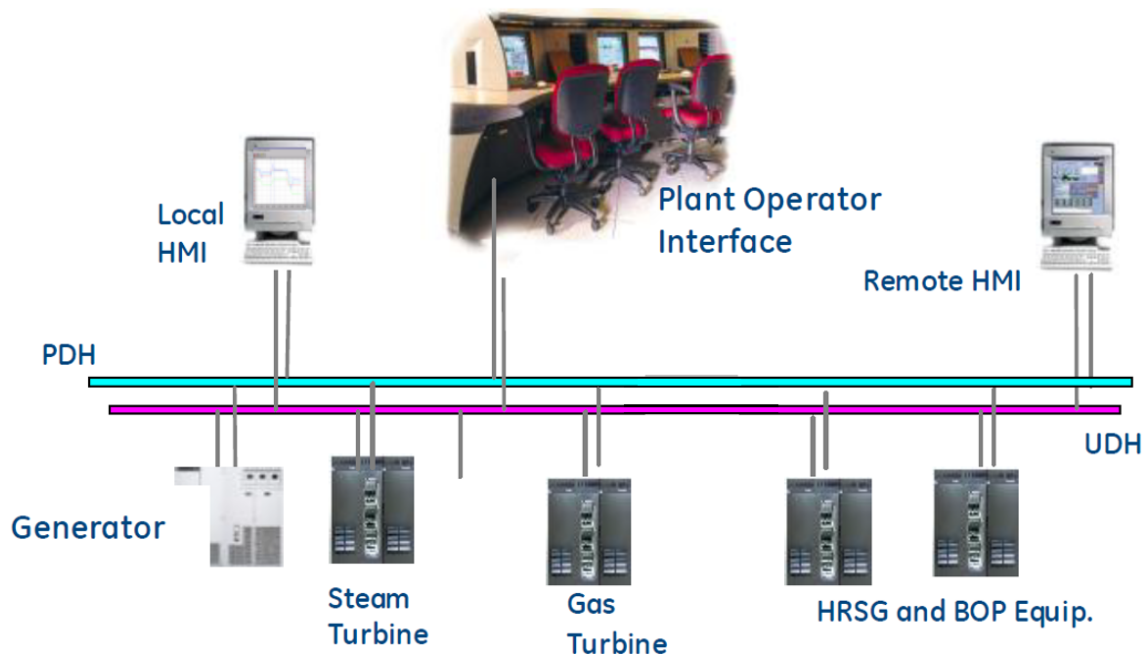 Local
HMI
Plant Operator
Interface
Remote HMI
PDH
UDH
Generator
Steam
Turbine
Gas
Turbine
HRSG and BOP Equip.